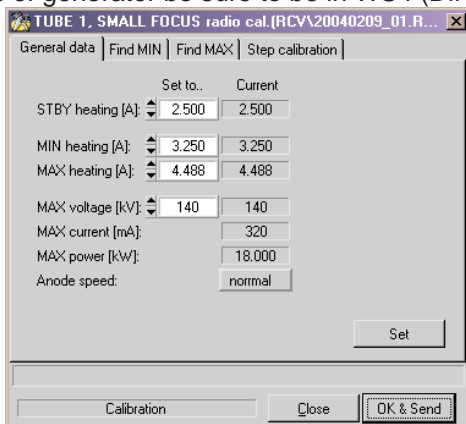 TUBE 1, SMALL FOCUS radio cal.(RCV\20040209_01.R...
General data Find MIN Find MAX Step calibration
Set to.. Current
STBY heating [A]: 2.500 2.500
MIN heating [A]: 3.250 3.250
MAX heating [A]: 4.488 4.488
MAX voltage [kV]: 140 140
MAX current [mA]: 320
MAX power [kW]: 18.000
Anode speed: normal
Set
Calibration Close OK & Send